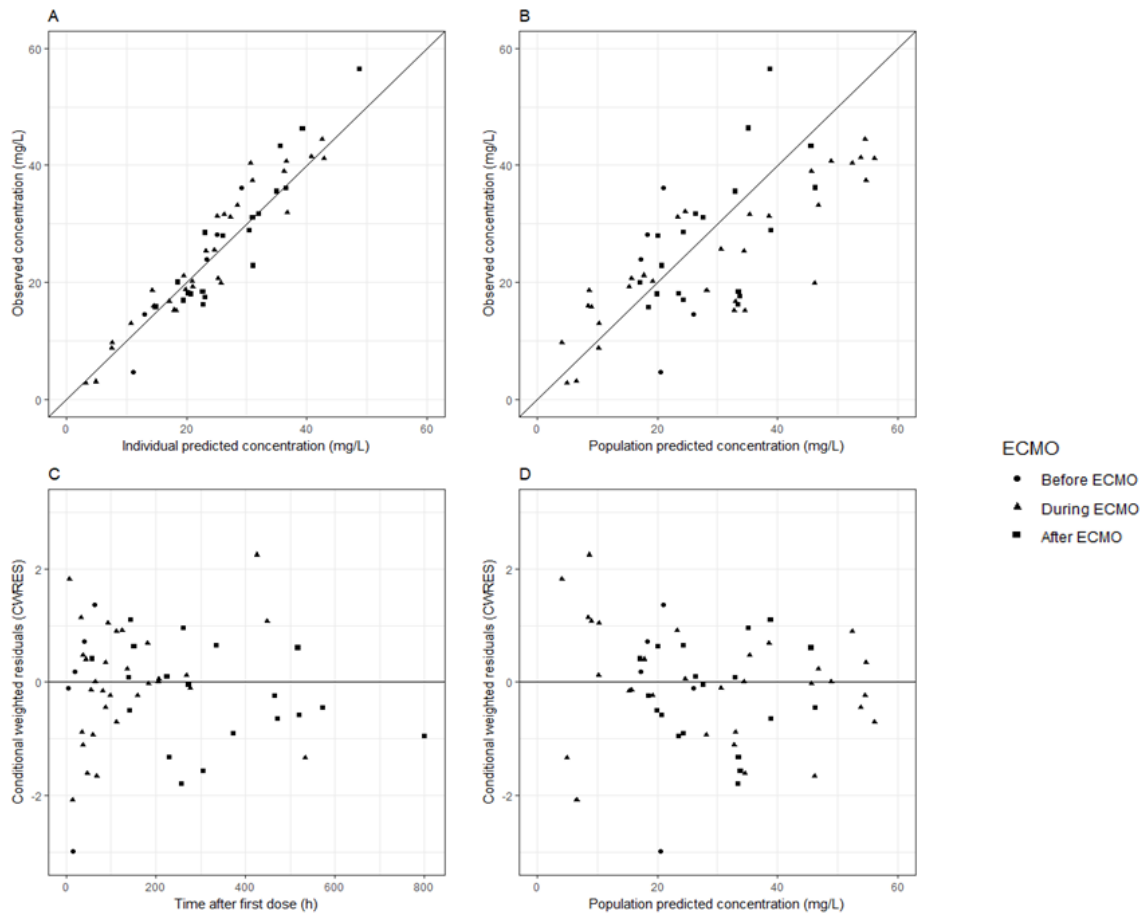 A
B
60
40
20
0
Observed concentration (mg/L)
0 20 40 60
Individual predicted concentration (mg/L)
60
40
20
0
Observed concentration (mg/L)
0 20 40 60
Population predicted concentration (mg/L)
C
D
2
0
-2
Conditional weighted residuals (CWRES)
0 200 400 600 800
Time after first dose (h)
2
0
-2
Conditional weighted residuals (CWRES)
0 20 40 60
Population predicted concentration (mg/L)
ECMO
Before ECMO
During ECMO
After ECMO